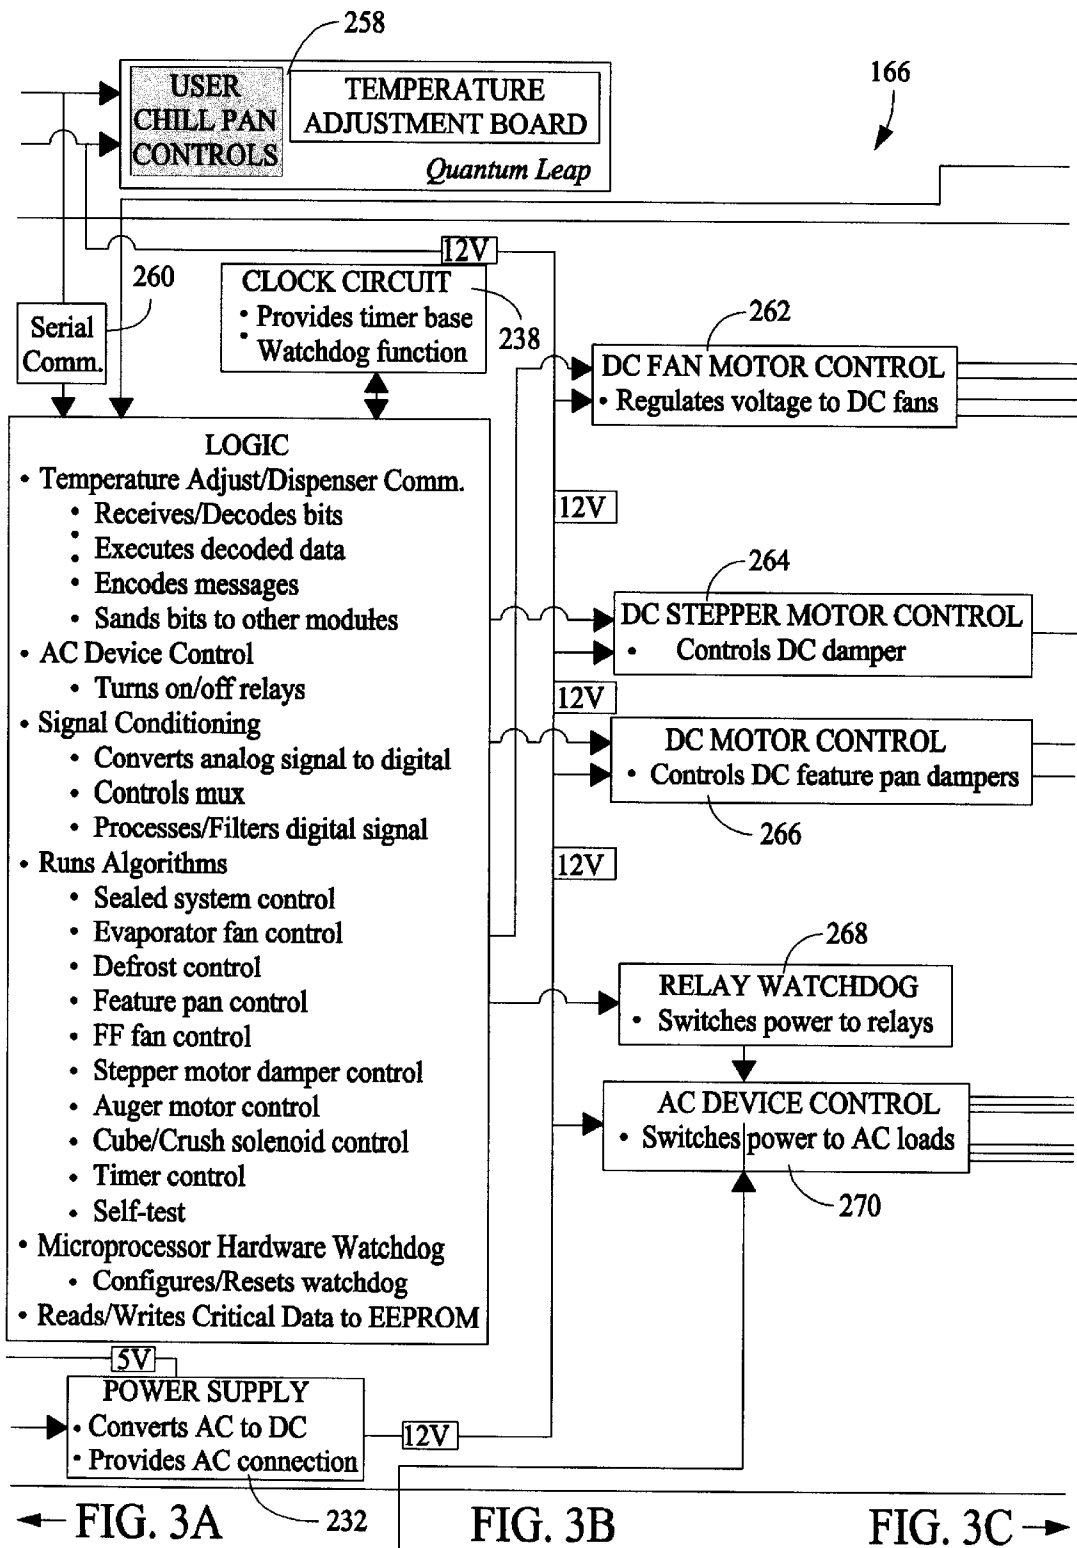 258
USER
CHILL PAN
CONTROLS
TEMPERATURE
ADJUSTMENT BOARD
Quantum Leap
166
12V
260
Serial
Comm.
CLOCK CIRCUIT
• Provides timer base
• Watchdog function
238
262
DC FAN MOTOR CONTROL
• Regulates voltage to DC fans
LOGIC
• Temperature Adjust/Dispenser Comm.
• Receives/Decodes bits
• Executes decoded data
• Encodes messages
• Sands bits to other modules
• AC Device Control
• Turns on/off relays
• Signal Conditioning
• Converts analog signal to digital
• Controls mux
• Processes/Filters digital signal
• Runs Algorithms
• Sealed system control
• Evaporator fan control
• Defrost control
• Feature pan control
• FF fan control
• Stepper motor damper control
• Auger motor control
• Cube/Crush solenoid control
• Timer control
• Self-test
• Microprocessor Hardware Watchdog
• Configures/Resets watchdog
• Reads/Writes Critical Data to EEPROM
12V
264
DC STEPPER MOTOR CONTROL
• Controls DC damper
12V
DC MOTOR CONTROL
• Controls DC feature pan dampers
266
12V
268
RELAY WATCHDOG
• Switches power to relays
AC DEVICE CONTROL
• Switches power to AC loads
270
5V
POWER SUPPLY
• Converts AC to DC
• Provides AC connection
12V
232
FIG. 3A
FIG. 3B
FIG. 3C